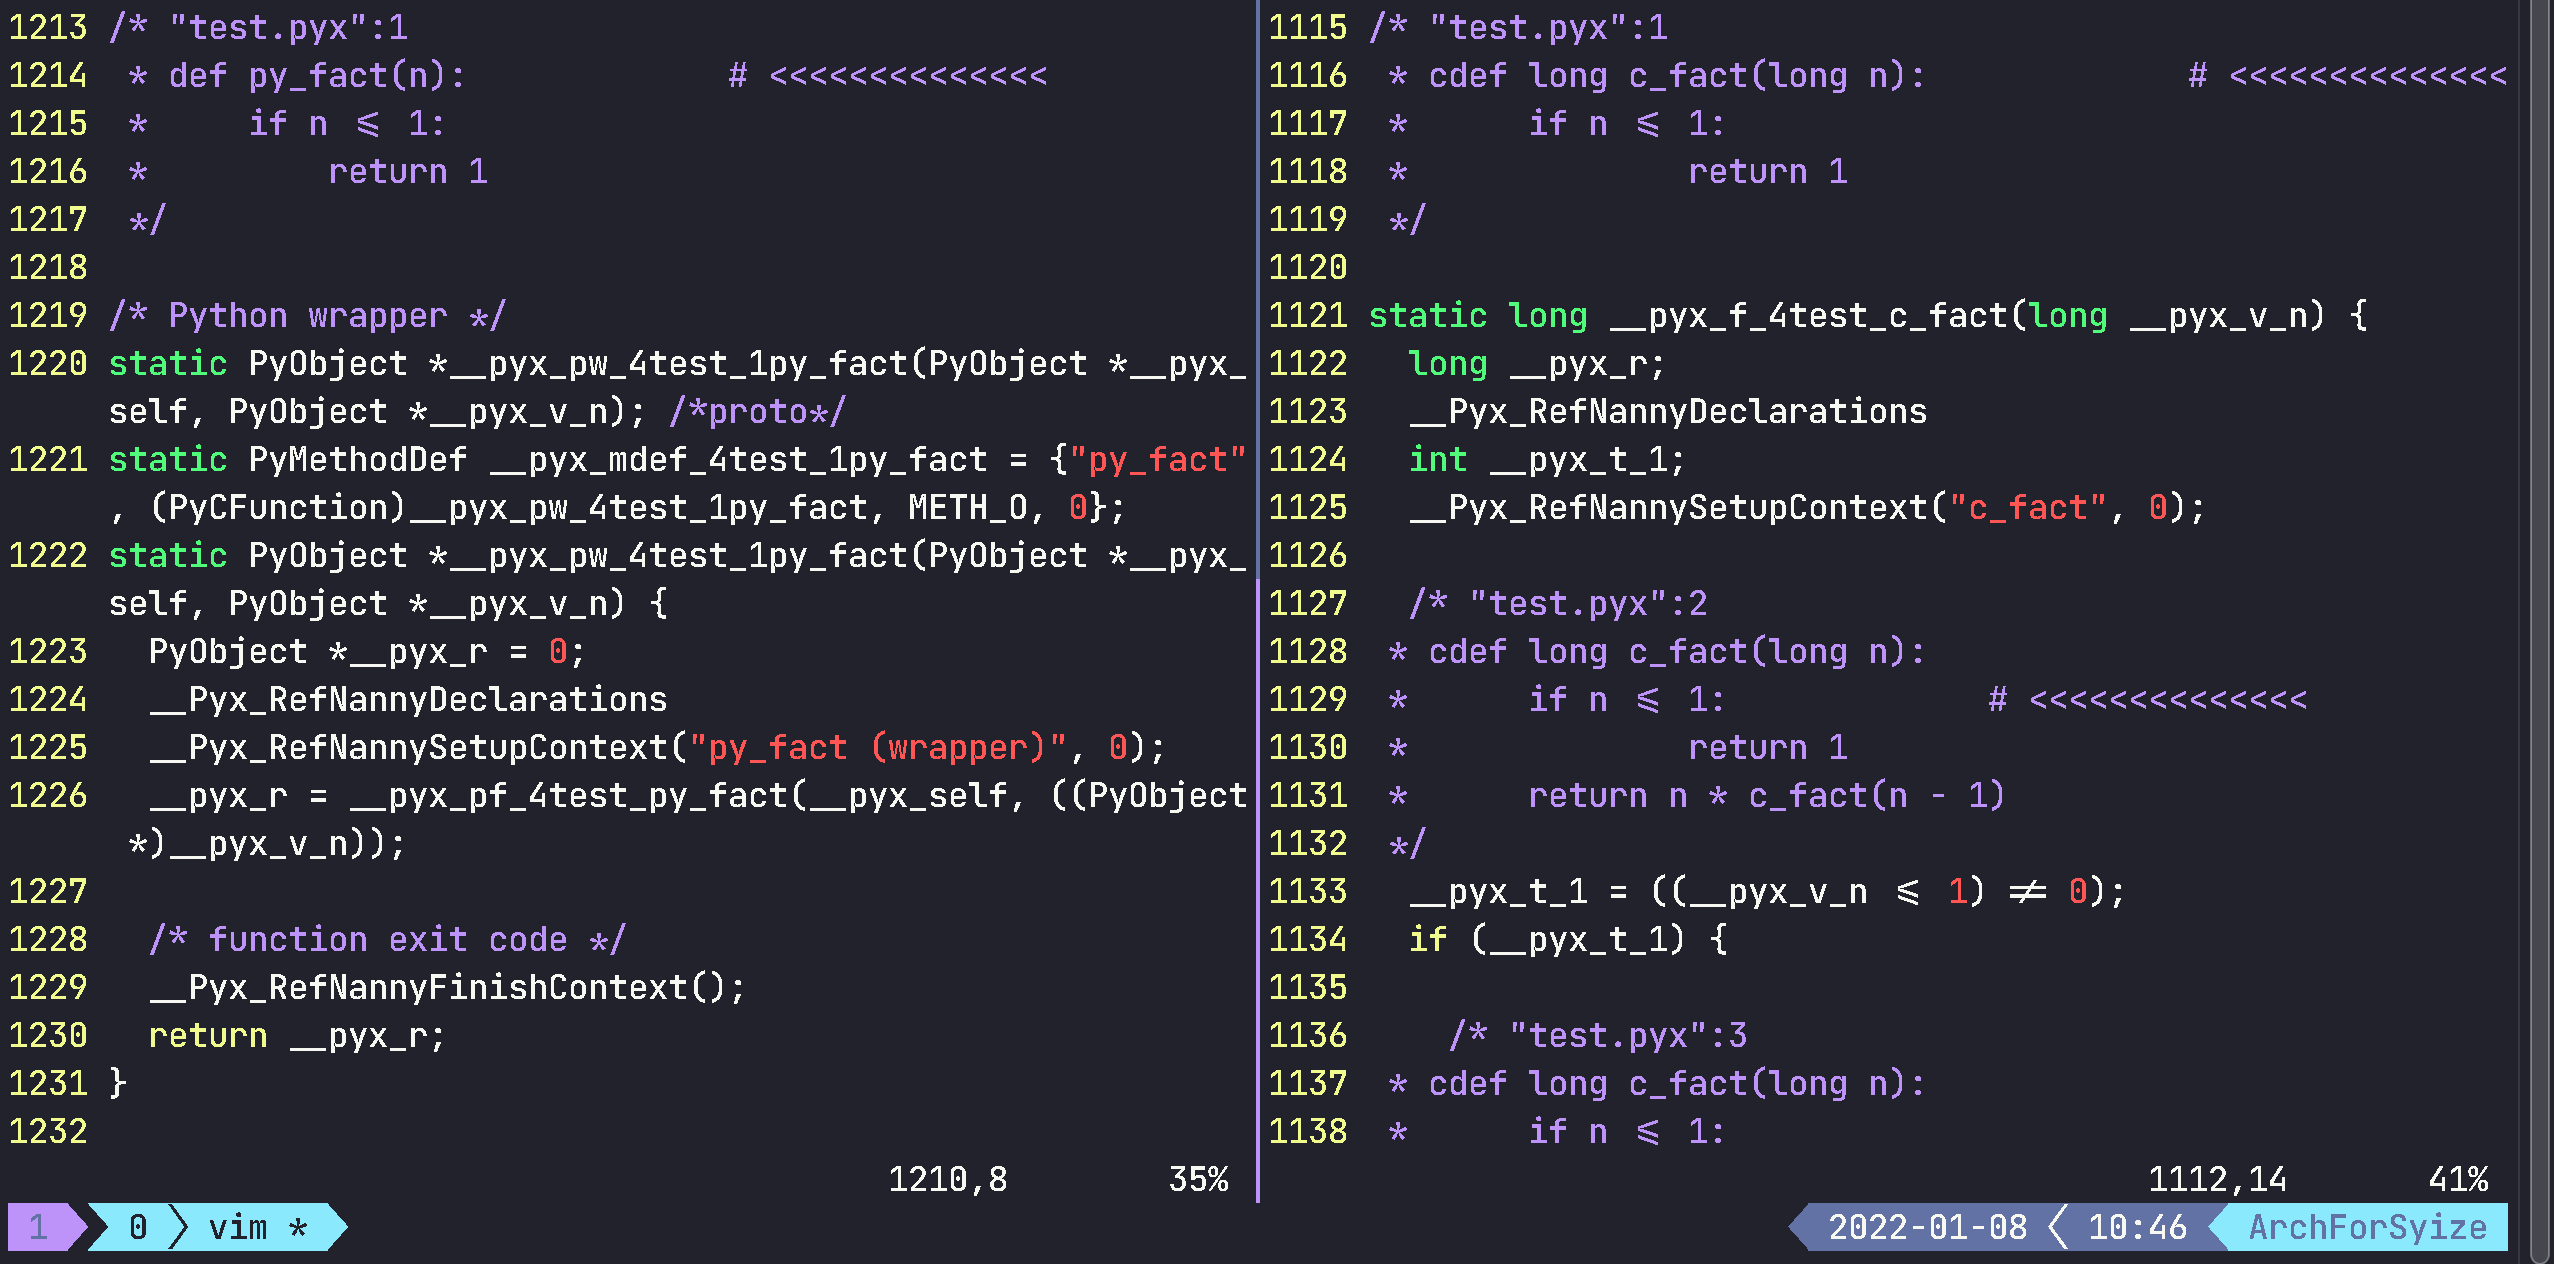 1213 /* "test.pyx":1
1214  * def py_fact(n):             # <<<<<<<<<<<<<<
1215  *     if n <= 1:
1216  *         return 1
1217  */
1218
1219 /* Python wrapper */
1220 static PyObject *__pyx_pw_4test_1py_fact(PyObject *__pyx_
     self, PyObject *__pyx_v_n); /*proto*/
1221 static PyMethodDef __pyx_mdef_4test_1py_fact = {"py_fact"
     , (PyCFunction)__pyx_pw_4test_1py_fact, METH_O, 0};
1222 static PyObject *__pyx_pw_4test_1py_fact(PyObject *__pyx_
     self, PyObject *__pyx_v_n) {
1223   PyObject *__pyx_r = 0;
1224   __Pyx_RefNannyDeclarations
1225   __Pyx_RefNannySetupContext("py_fact (wrapper)", 0);
1226   __pyx_r = __pyx_pf_4test_py_fact(__pyx_self, ((PyObject
      *)__pyx_v_n));
1227
1228   /* function exit code */
1229   __Pyx_RefNannyFinishContext();
1230   return __pyx_r;
1231 }
1232
1210,8        35%
1115 /* "test.pyx":1
1116  * cdef long c_fact(long n):             # <<<<<<<<<<<<<<
1117  *      if n <= 1:
1118  *              return 1
1119  */
1120
1121 static long __pyx_f_4test_c_fact(long __pyx_v_n) {
1122   long __pyx_r;
1123   __Pyx_RefNannyDeclarations
1124   int __pyx_t_1;
1125   __Pyx_RefNannySetupContext("c_fact", 0);
1126
1127   /* "test.pyx":2
1128  * cdef long c_fact(long n):
1129  *      if n <= 1:             # <<<<<<<<<<<<<<
1130  *              return 1
1131  *      return n * c_fact(n - 1)
1132  */
1133   __pyx_t_1 = ((__pyx_v_n <= 1) != 0);
1134   if (__pyx_t_1) {
1135
1136     /* "test.pyx":3
1137  * cdef long c_fact(long n):
1138  *      if n <= 1:
1112,14       41%
1 0 vim * 2022-01-08 10:46 ArchForSyize